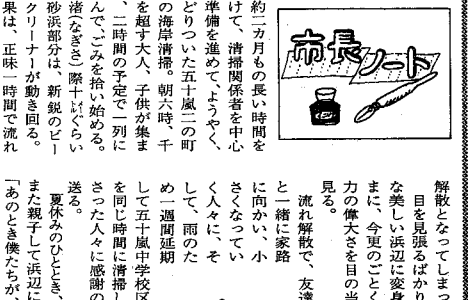 市長ノート
約二カ月もの長い時間を
けて、清掃関係者を中心
準備を進めて、ようやく、
どりついた五十嵐二の町
の海岸清掃。朝六時、千
を超す大人、子供が集ま
、二時間の予定で一列に
んで、ごみを拾い始める。
渚(なぎさ)際十㍍ぐらい
砂浜部分は、新鋭のビー
クリーナーが動き回る。
果は、正味一時間で流れ
解散となってしまっ
目を見張るばかり
な美しい浜辺に変身
まに、今更のごと
力の偉大さを目の当
見る。
流れ解散で、友達
と一緒に家路
に向かい、小
さくなってい
く人々に、そ
して、雨のた
め一週間延期
して五十嵐中学校区
を同じ時間に清掃し
さった人々に感謝の
送る。
夏休みのひととき、
また親子して浜辺に
「あのとき僕たちが、